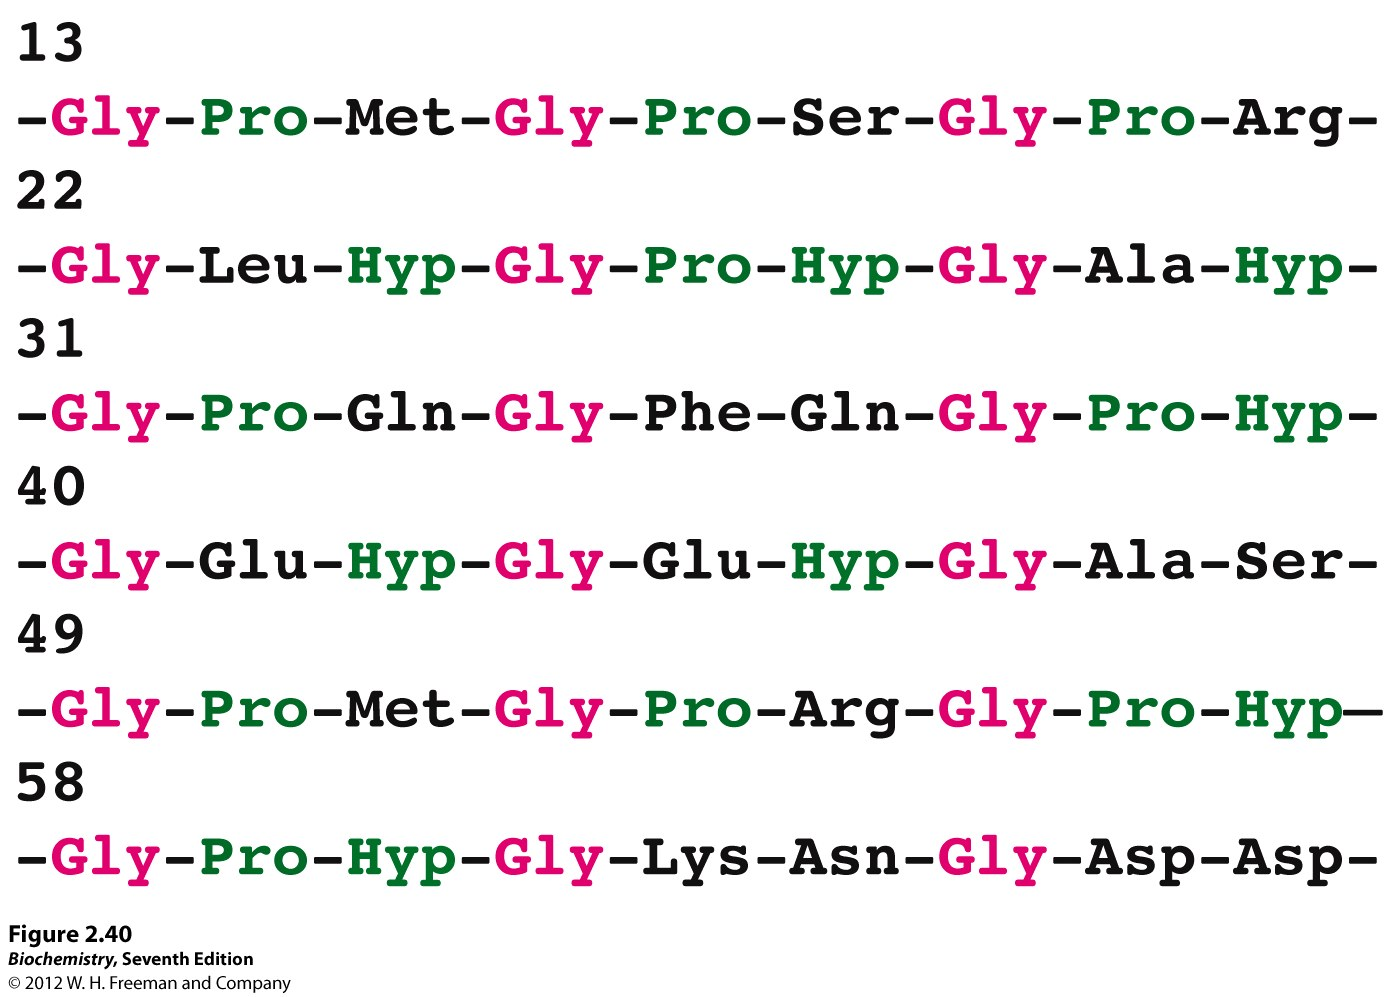 13
–Gly–Pro–Met–Gly–Pro–Ser–Gly–Pro–Arg–
22
–Gly–Leu–Hyp–Gly–Pro–Hyp–Gly–Ala–Hyp–
31
–Gly–Pro–Gln–Gly–Phe–Gln–Gly–Pro–Hyp–
40
–Gly–Glu–Hyp–Gly–Glu–Hyp–Gly–Ala–Ser–
49
–Gly–Pro–Met–Gly–Pro–Arg–Gly–Pro–Hyp–
58
–Gly–Pro–Hyp–Gly–Lys–Asn–Gly–Asp–Asp–
Figure 2.40
Biochemistry, Seventh Edition
© 2012 W. H. Freeman and Company